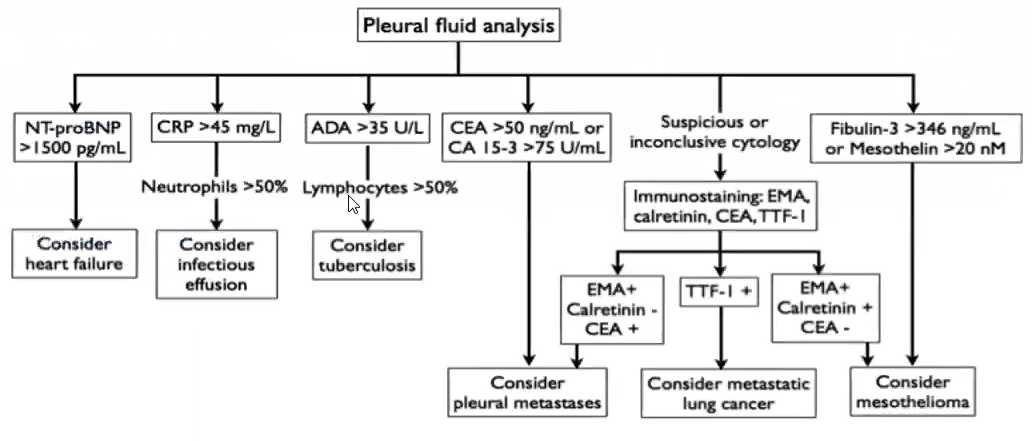 Pleural fluid analysis
NT-proBNP
>1500 pg/mL
CRP >45 mg/L
ADA >35 U/L
CEA >50 ng/mL or
CA 15-3 >75 U/mL
Suspicious or
inconclusive cytology
Fibulin-3 >346 ng/mL
or Mesothelin >20 nM
Neutrophils >50%
Lymphocytes >50%
Immunostaining: EMA,
calretinin, CEA, TTF-1
Consider
heart failure
Consider
infectious
effusion
Consider
tuberculosis
EMA+
Calretinin -
CEA +
TTF-1 +
EMA+
Calretinin +
CEA -
Consider
pleural metastases
Consider metastatic
lung cancer
Consider
mesothelioma